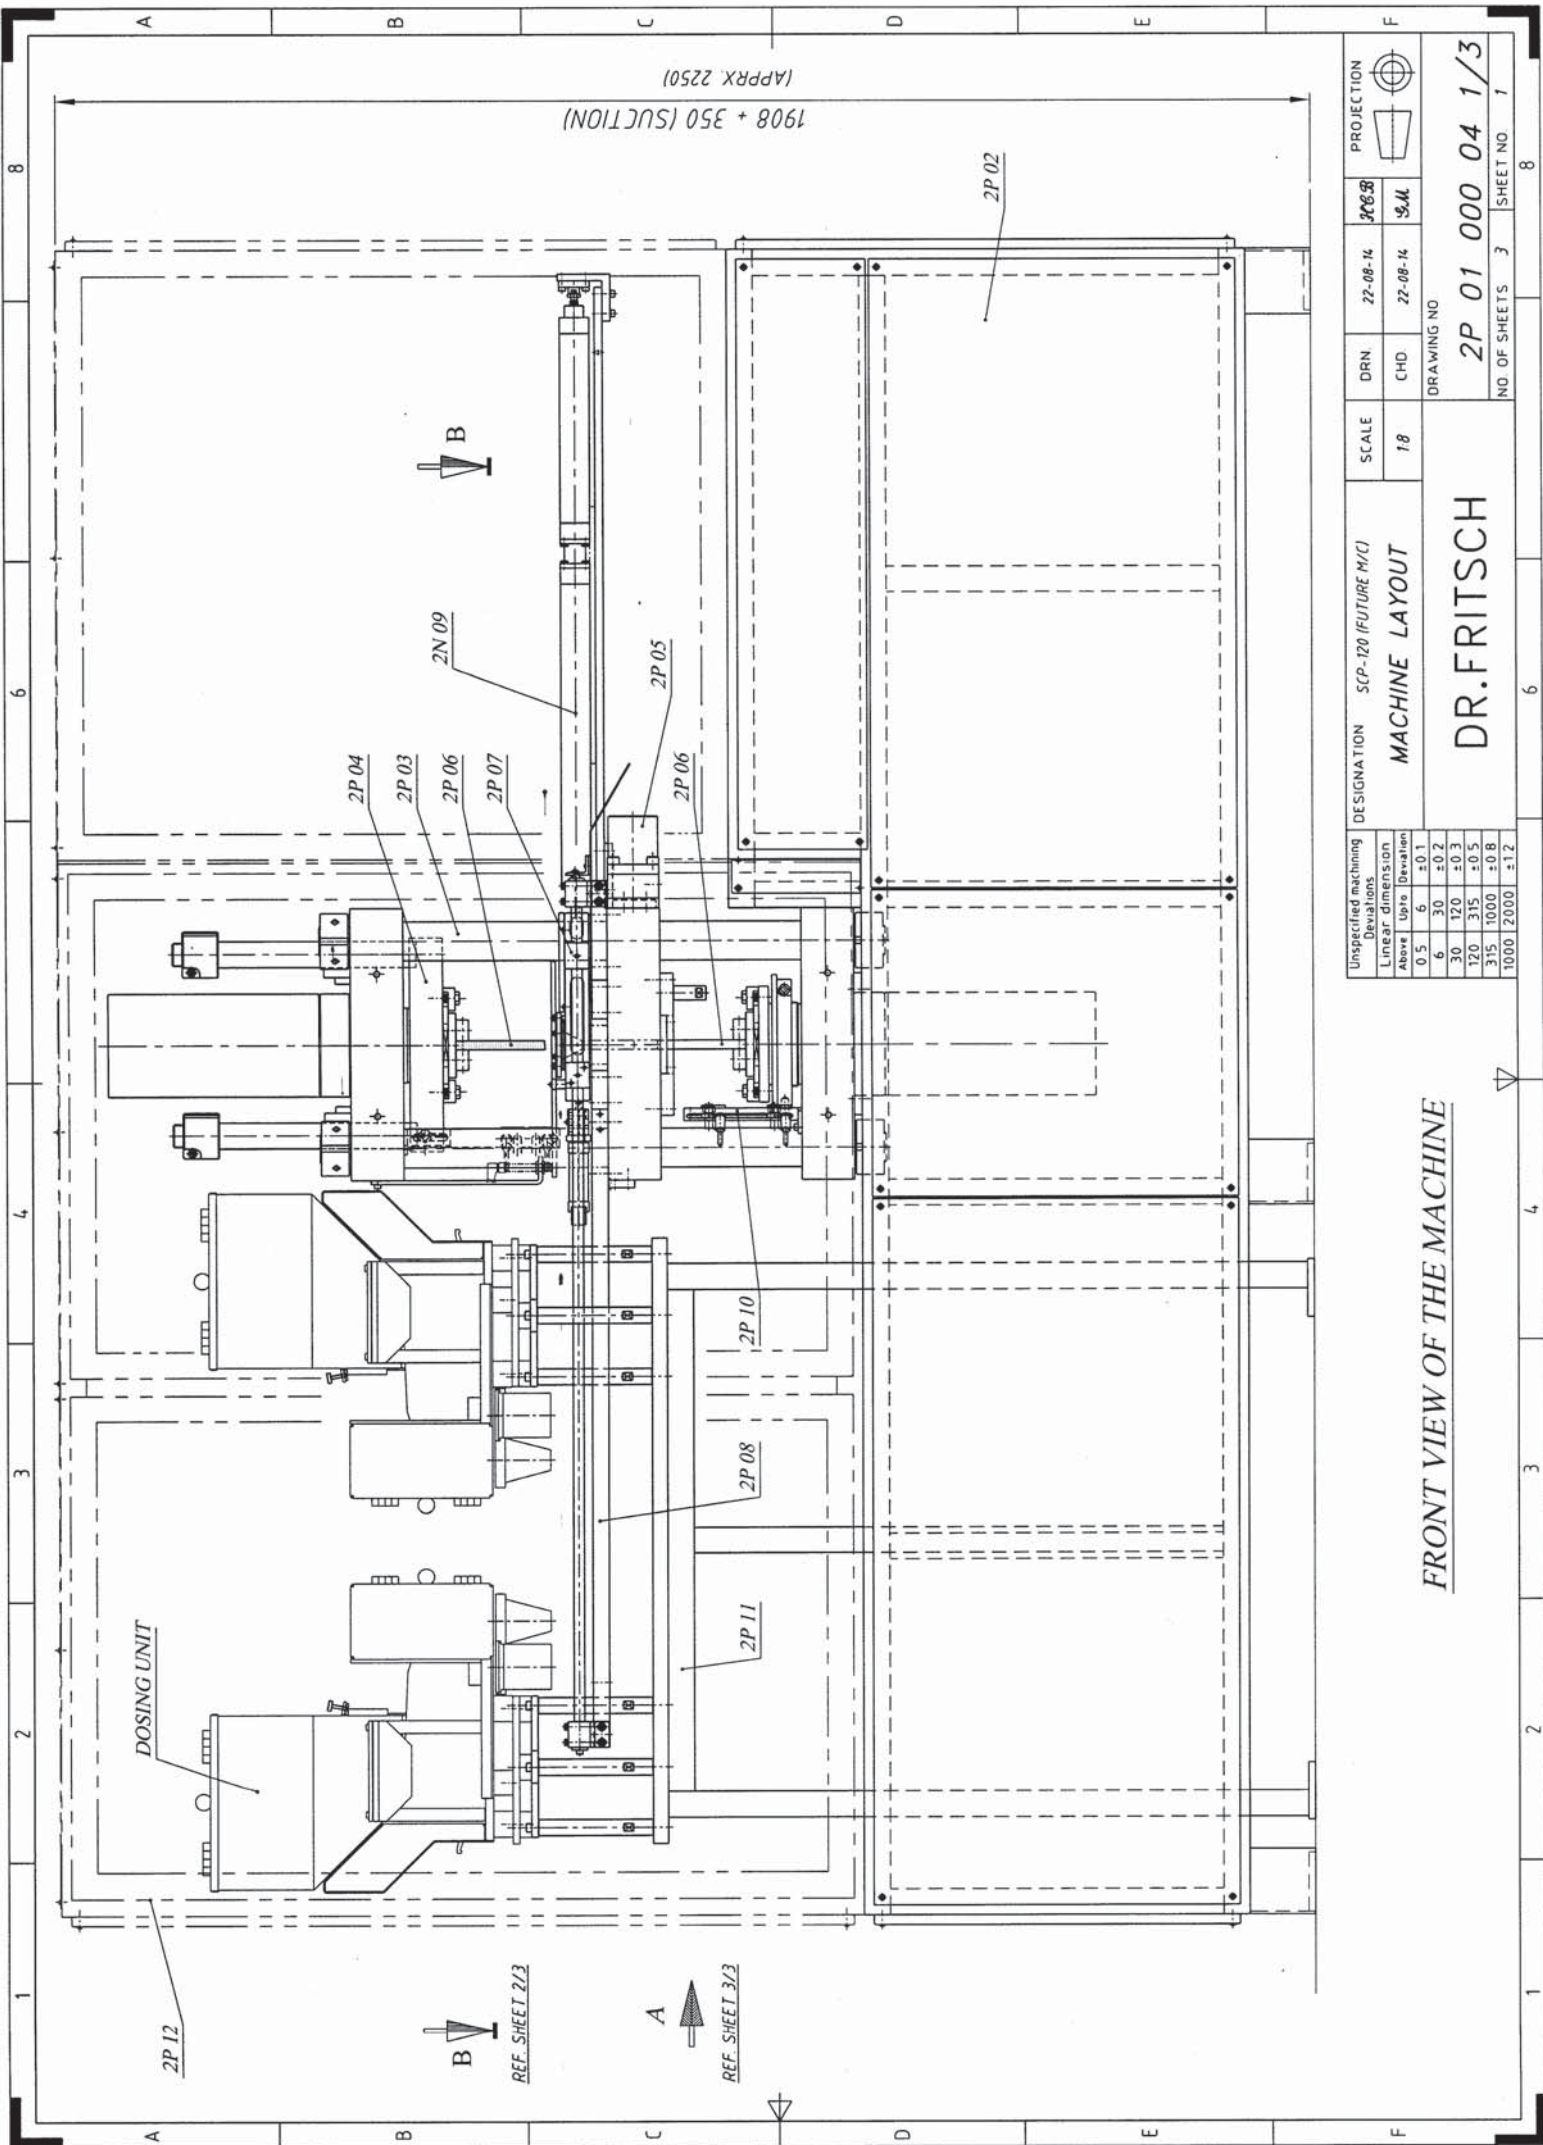 1
2
3
4
6
8
A
B
C
D
E
F
A
B
C
D
E
F
1
2
3
4
6
8
2P 12
DOSING UNIT
B
REF. SHEET 2/3
A
REF. SHEET 3/3
2P 11
2P 08
2P 10
2P 04
2P 03
2P 06
2P 07
2P 06
2P 05
2N 09
B
2P 02
1908 + 350 (SUCTION)
(APPRX. 2250)
FRONT VIEW OF THE MACHINE
Unspecified machining
Deviations
Linear dimension
Above Upto Deviation
0.5 6 ±0.1
6 30 ±0.2
30 120 ±0.3
120 315 ±0.5
315 1000 ±0.8
1000 2000 ±1.2
DESIGNATION SCP-120 (FUTURE M/C)
MACHINE LAYOUT
DR.FRITSCH
SCALE
1:8
DRN. 22-08-14
CHD. 22-08-14
PROJECTION
DRAWING NO
2P 01 000 04 1/3
NO. OF SHEETS 3
SHEET NO. 1